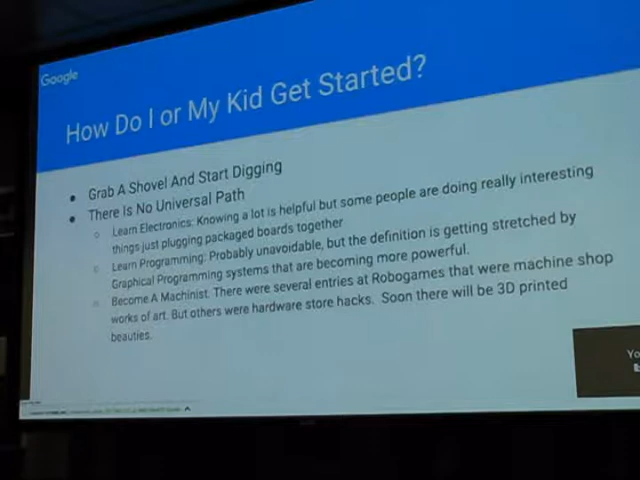 Google
How Do I or My Kid Get Started?
● Grab A Shovel And Start Digging
● There Is No Universal Path
○ Learn Electronics: Knowing a lot is helpful but some people are doing really interesting
things just plugging packaged boards together
○ Learn Programming: Probably unavoidable, but the definition is getting stretched by
Graphical Programming systems that are becoming more powerful.
○ Become A Machinist. There were several entries at Robogames that were machine shop
works of art. But others were hardware store hacks. Soon there will be 3D printed
beauties.